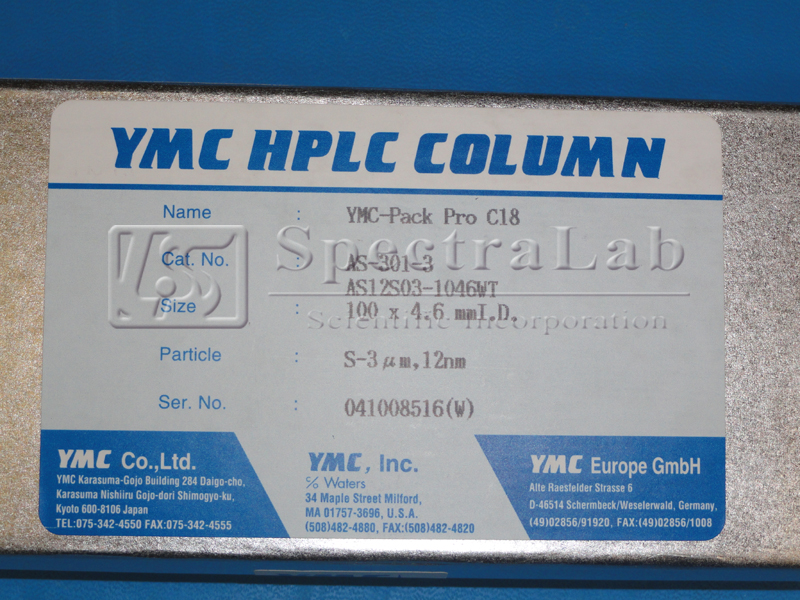 YMC HPLC COLUMN
Name : YMC-Pack Pro C18
Cat. No. : AS-301-3
AS12S03-1046WT
Size : 100 x 4.6 mmI.D.
Particle : S-3μm,12nm
Ser. No. : 041008516(W)
SpectraLab
Scientific Incorporation
YMC Co.,Ltd.
YMC Karasuma-Gojo Building 284 Daigo-cho,
Karasuma Nishiiru Gojo-dori Shimogyo-ku,
Kyoto 600-8106 Japan
TEL:075-342-4550 FAX:075-342-4555
YMC, Inc.
c/o Waters
34 Maple Street Milford,
MA 01757-3696, U.S.A.
(508)482-4880, FAX:(508)482-4820
YMC Europe GmbH
Alte Raesfelder Strasse 6
D-46514 Schermbeck/Weselerwald, Germany,
(49)02856/91920, FAX:(49)02856/1008